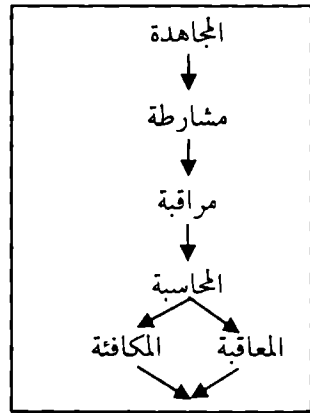 المجاهدة
مشارطة
مراقبة
المحاسبة
المعاقبة المكافئة